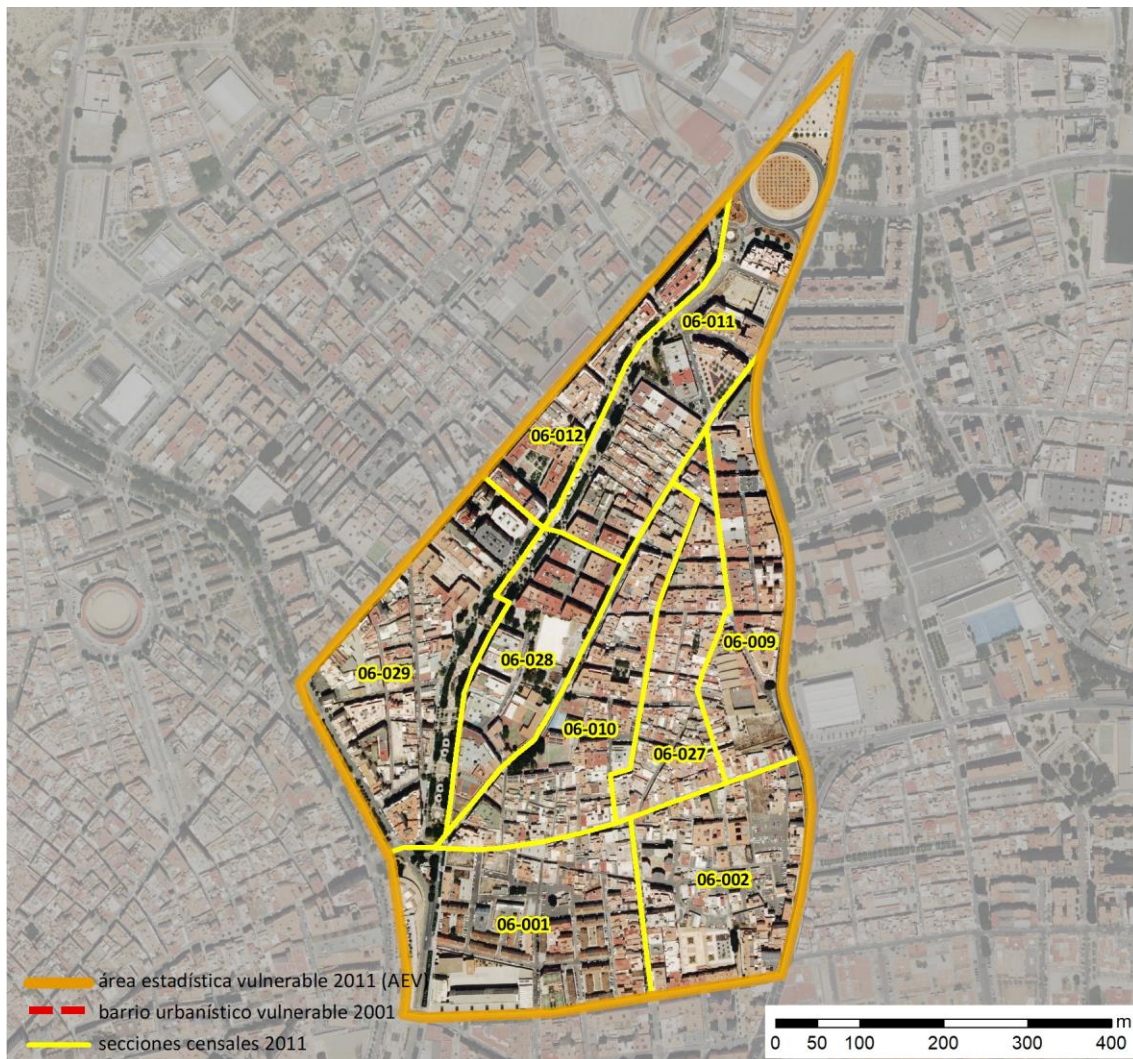 06-011
06-012
06-009
06-028
06-029
06-010
06-027
06-002
06-001
área estadística vulnerable 2011 (AEV)
barrio urbanístico vulnerable 2001
secciones censales 2011
m
0 50 100 200 300 400